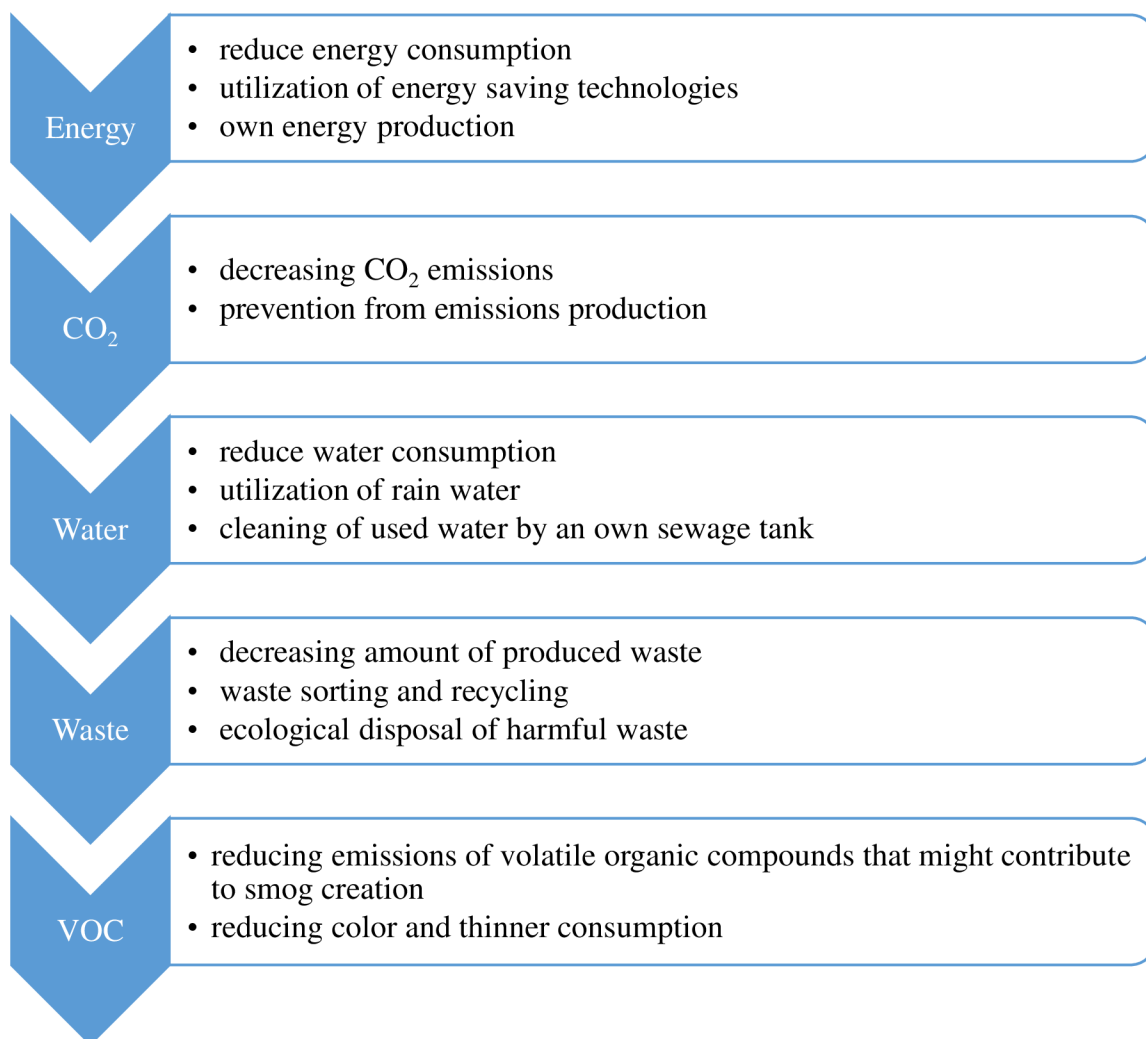 Energy
• reduce energy consumption
• utilization of energy saving technologies
• own energy production
CO₂
• decreasing CO₂ emissions
• prevention from emissions production
Water
• reduce water consumption
• utilization of rain water
• cleaning of used water by an own sewage tank
Waste
• decreasing amount of produced waste
• waste sorting and recycling
• ecological disposal of harmful waste
VOC
• reducing emissions of volatile organic compounds that might contribute
to smog creation
• reducing color and thinner consumption